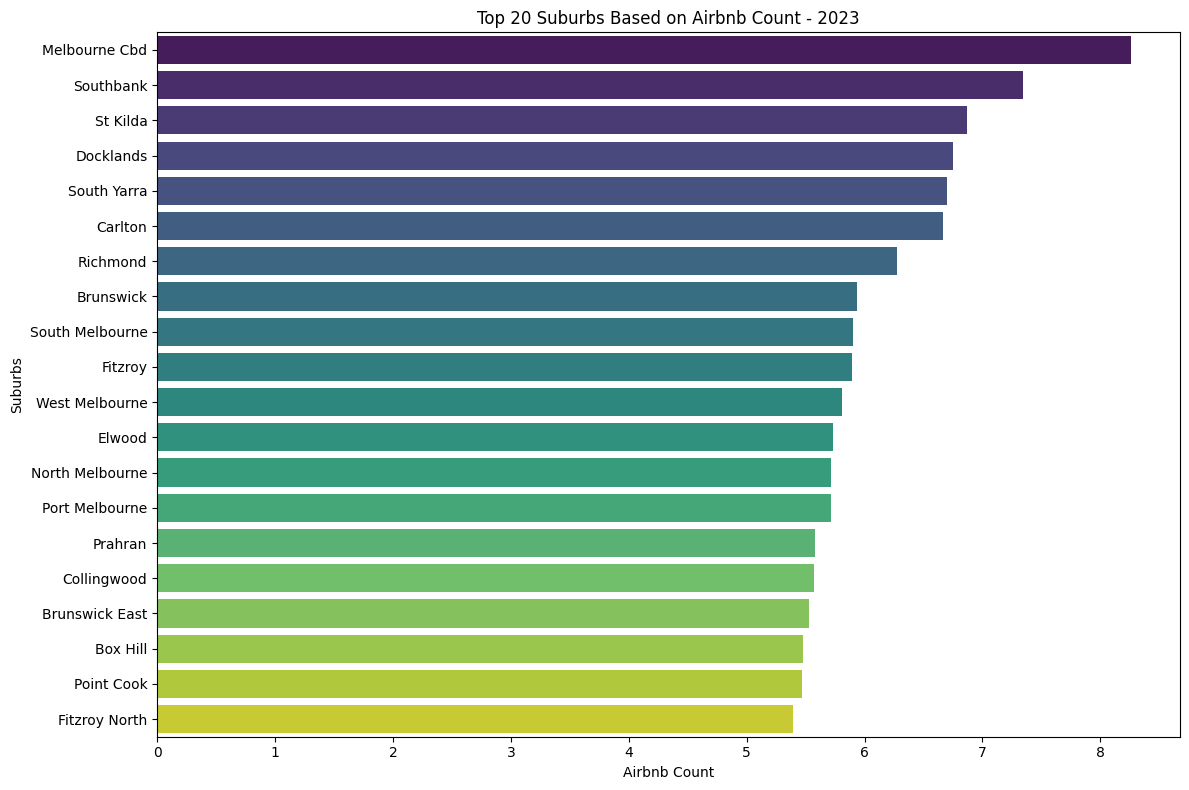 Top 20 Suburbs Based on Airbnb Count - 2023
Suburbs
Melbourne Cbd
Southbank
St Kilda
Docklands
South Yarra
Carlton
Richmond
Brunswick
South Melbourne
Fitzroy
West Melbourne
Elwood
North Melbourne
Port Melbourne
Prahran
Collingwood
Brunswick East
Box Hill
Point Cook
Fitzroy North
0 1 2 3 4 5 6 7 8
Airbnb Count